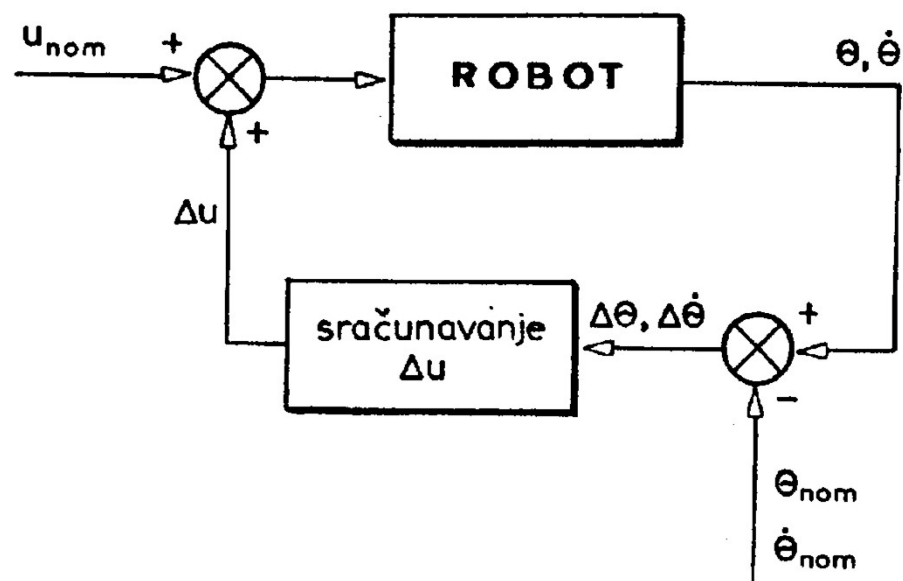 u_nom
+
ROBOT
Θ, Θ̇
+
Δu
sračunavanje
Δu
ΔΘ, ΔΘ̇
+
−
Θ_nom
Θ̇_nom